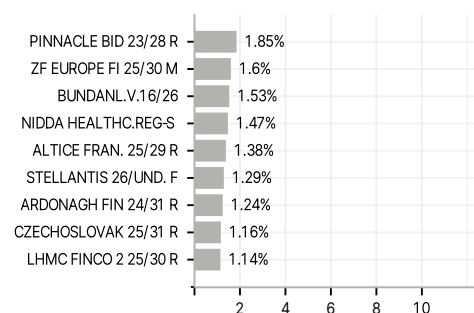 PINNACLE BID 23/28 R 1.85%
ZF EUROPE FI 25/30 M 1.6%
BUNDANL.V.16/26 1.53%
NIDDA HEALTHC.REG-S 1.47%
ALTICE FRAN. 25/29 R 1.38%
STELLANTIS 26/UND. F 1.29%
ARDONAGH FIN 24/31 R 1.24%
CZECHOSLOVAK 25/31 R 1.16%
LHMC FINCO 2 25/30 R 1.14%
2 4 6 8 10